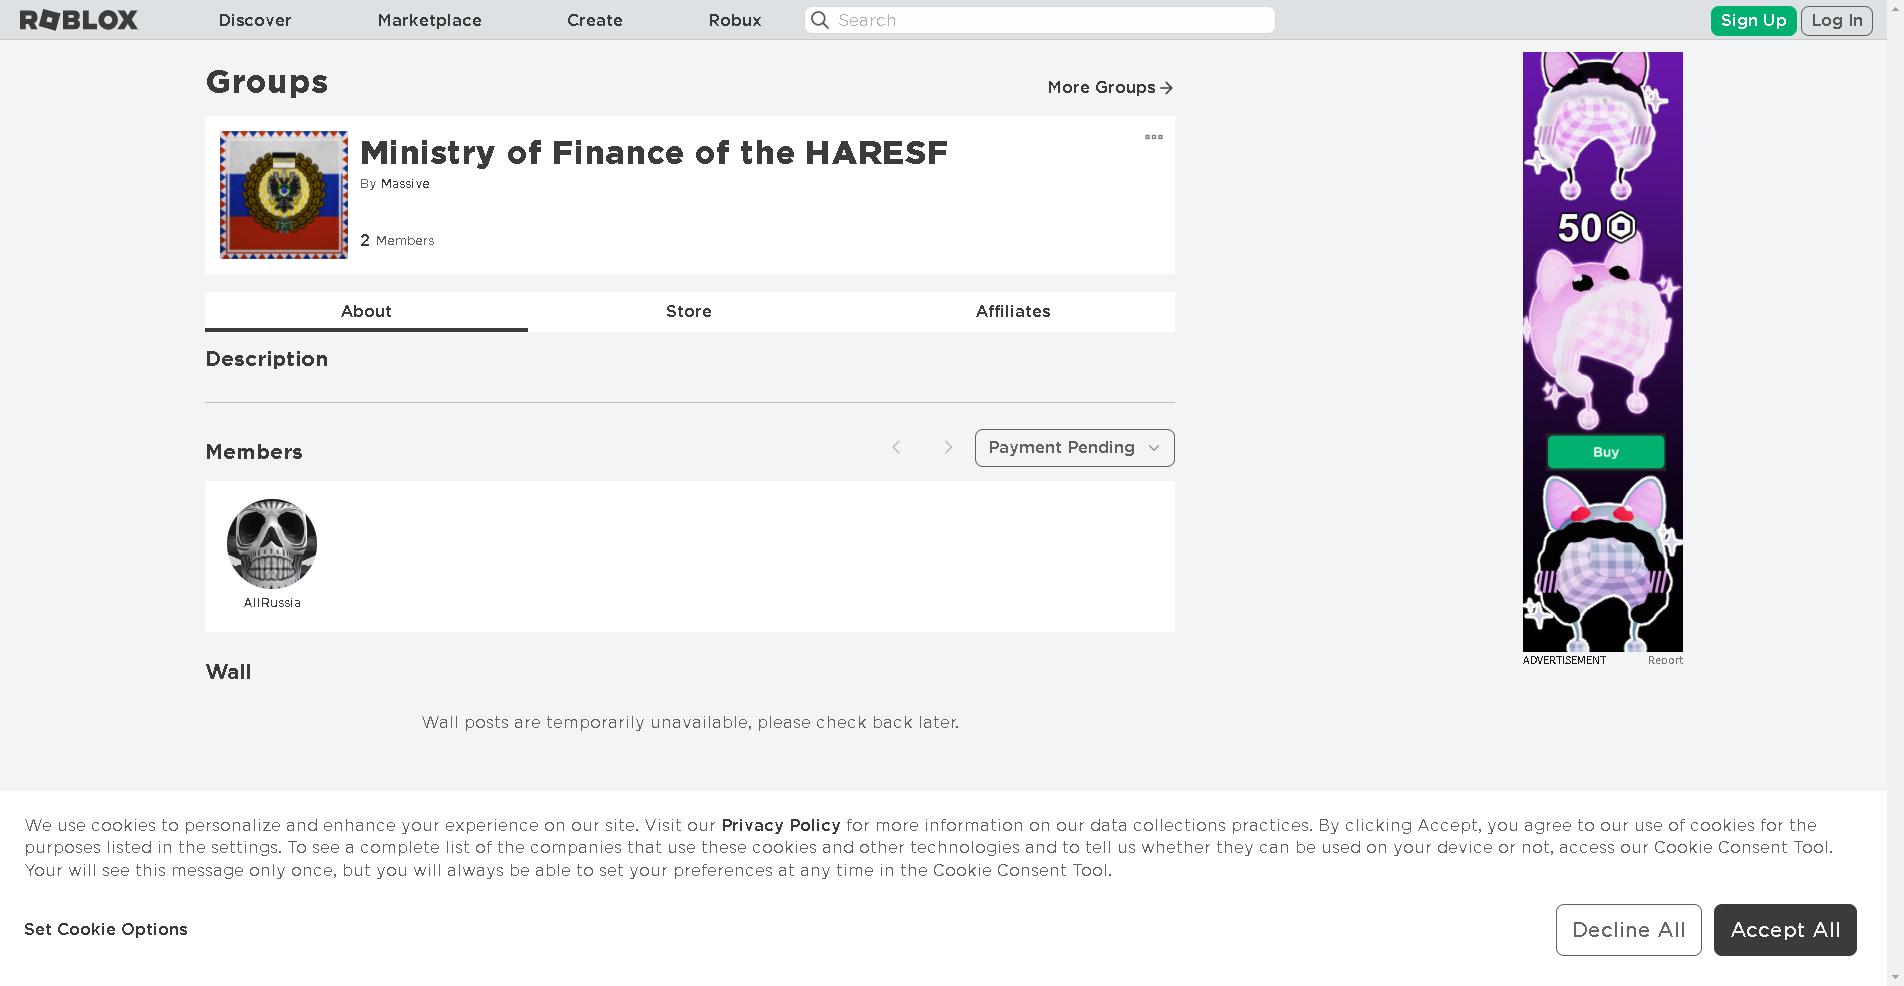 ROBLOX
Discover
Marketplace
Create
Robux
Search
Sign Up
Log In
Groups
More Groups
Ministry of Finance of the HARESF
By Massive
2 Members
About
Store
Affiliates
Description
Members
Payment Pending
AllRussia
Wall
Wall posts are temporarily unavailable, please check back later.
50
Buy
ADVERTISEMENT
Report
We use cookies to personalize and enhance your experience on our site. Visit our Privacy Policy for more information on our data collections practices. By clicking Accept, you agree to our use of cookies for the
purposes listed in the settings. To see a complete list of the companies that use these cookies and other technologies and to tell us whether they can be used on your device or not, access our Cookie Consent Tool.
Your will see this message only once, but you will always be able to set your preferences at any time in the Cookie Consent Tool.
Set Cookie Options
Decline All
Accept All